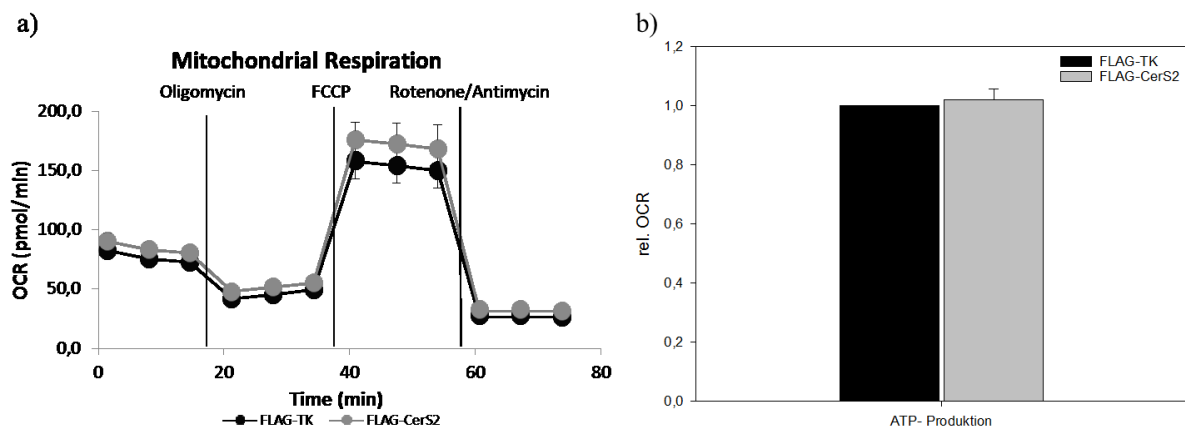 a)
Mitochondrial Respiration
Oligomycin FCCP Rotenone/Antimycin
OCR (pmol/min)
200,0
150,0
100,0
50,0
0,0
0 20 40 60 80
Time (min)
FLAG-TK FLAG-CerS2
b)
rel. OCR
1,2
1,0
0,8
0,6
0,4
0,2
0,0
FLAG-TK
FLAG-CerS2
ATP- Produktion